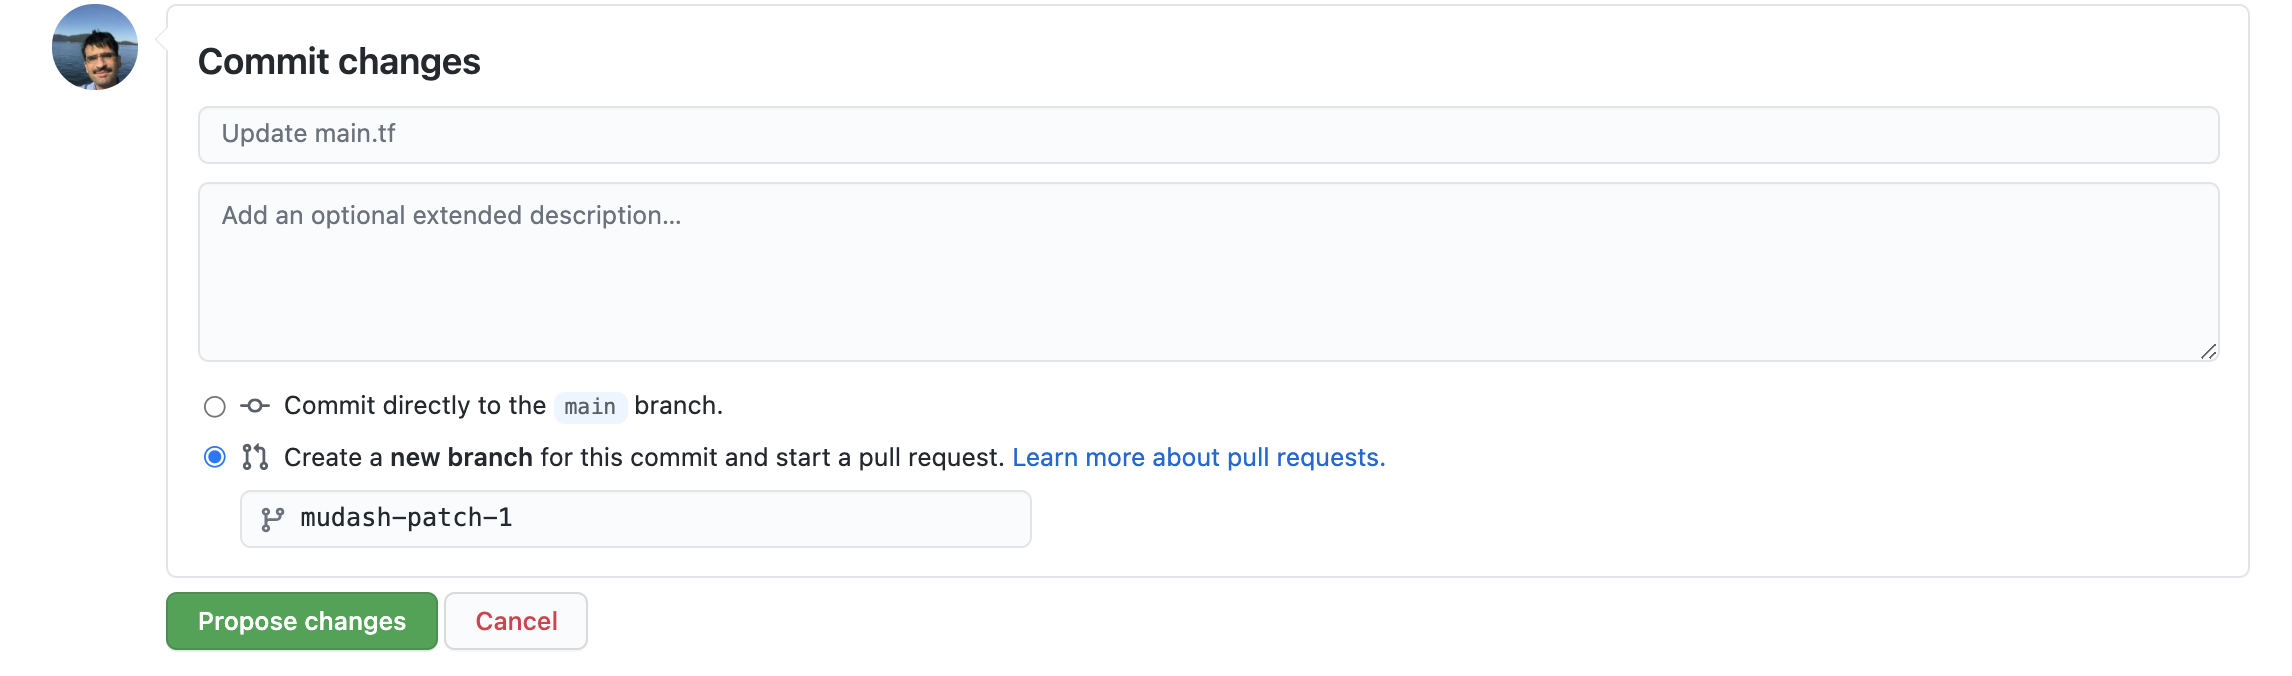 Commit changes
Update main.tf
Add an optional extended description...
Commit directly to the main branch.
Create a new branch for this commit and start a pull request. Learn more about pull requests.
mudash-patch-1
Propose changes Cancel